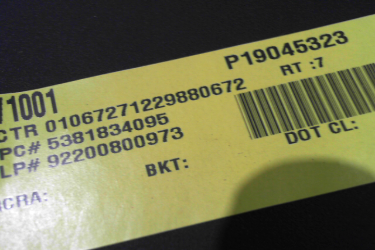 P19045323
/1001
RT :7
CTR 01067271229880672
PC# 5381834095
LP# 92200800973
BKT:
DOT CL:
CRA: